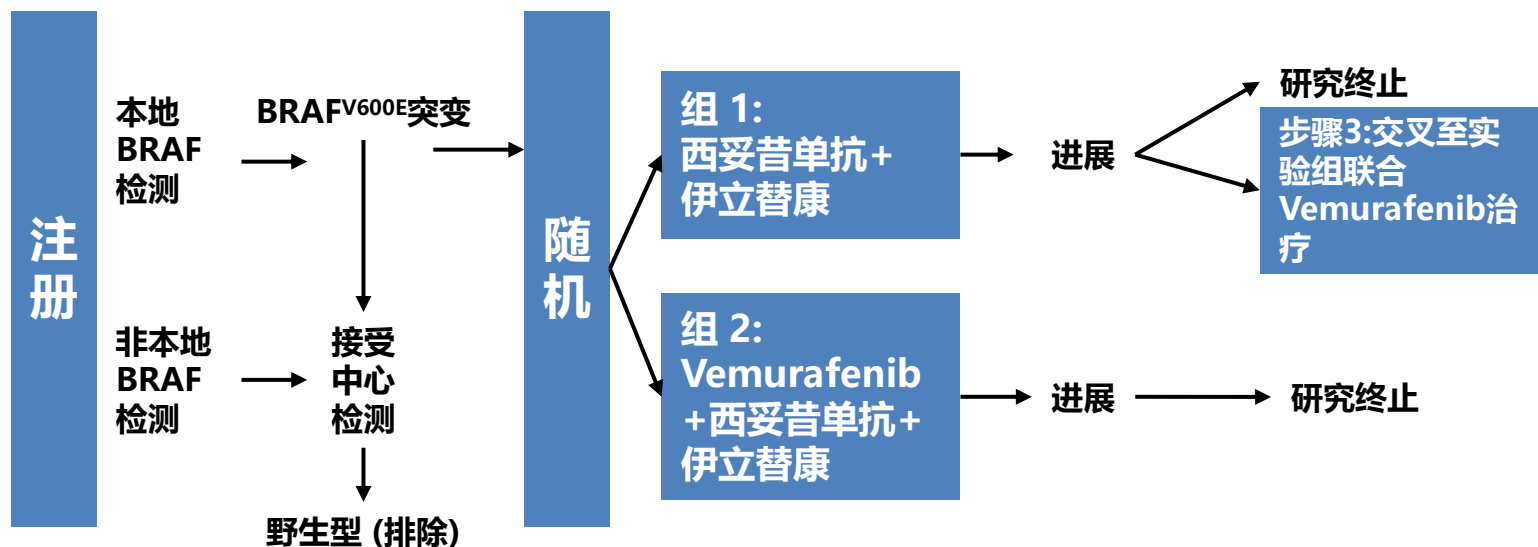 注
册
本地
BRAF
检测
BRAFV600E突变
非本地
BRAF
检测
接受
中心
检测
野生型 (排除)
随
机
组 1:
西妥昔单抗+
伊立替康
进展
研究终止
步骤3:交叉至实
验组联合
Vemurafenib治
疗
组 2:
Vemurafenib
+西妥昔单抗+
伊立替康
进展
研究终止